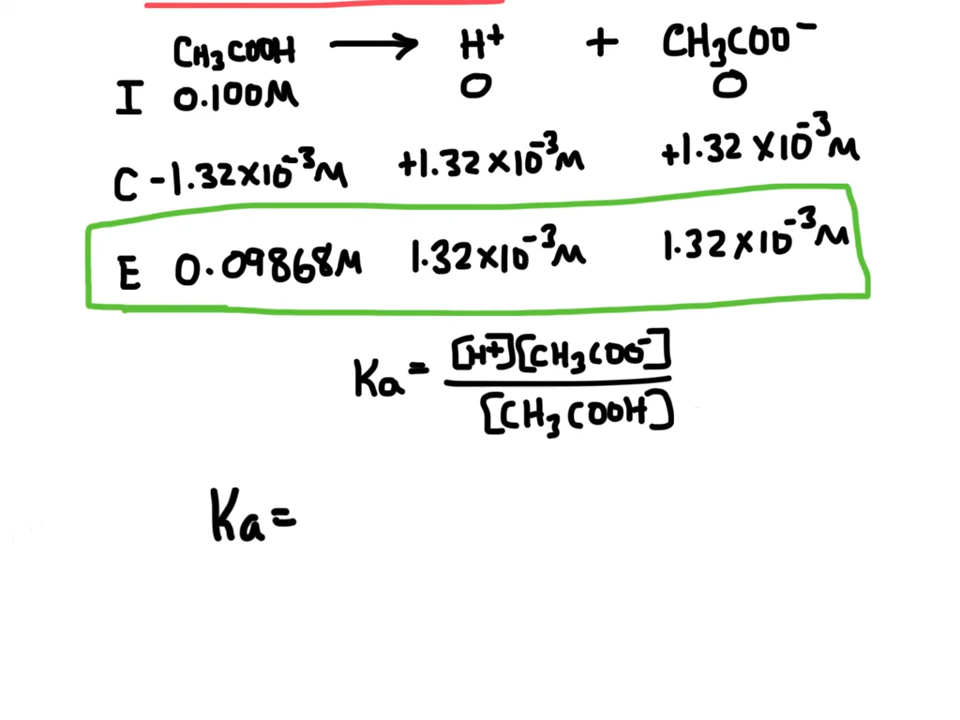 CH₃COOH → H⁺ + CH₃COO⁻
I 0.100M 0 0
C -1.32×10⁻³M +1.32×10⁻³M +1.32×10⁻³M
E 0.09868M 1.32×10⁻³M 1.32×10⁻³M
Ka = [H⁺][CH₃COO⁻] / [CH₃COOH]
Ka =